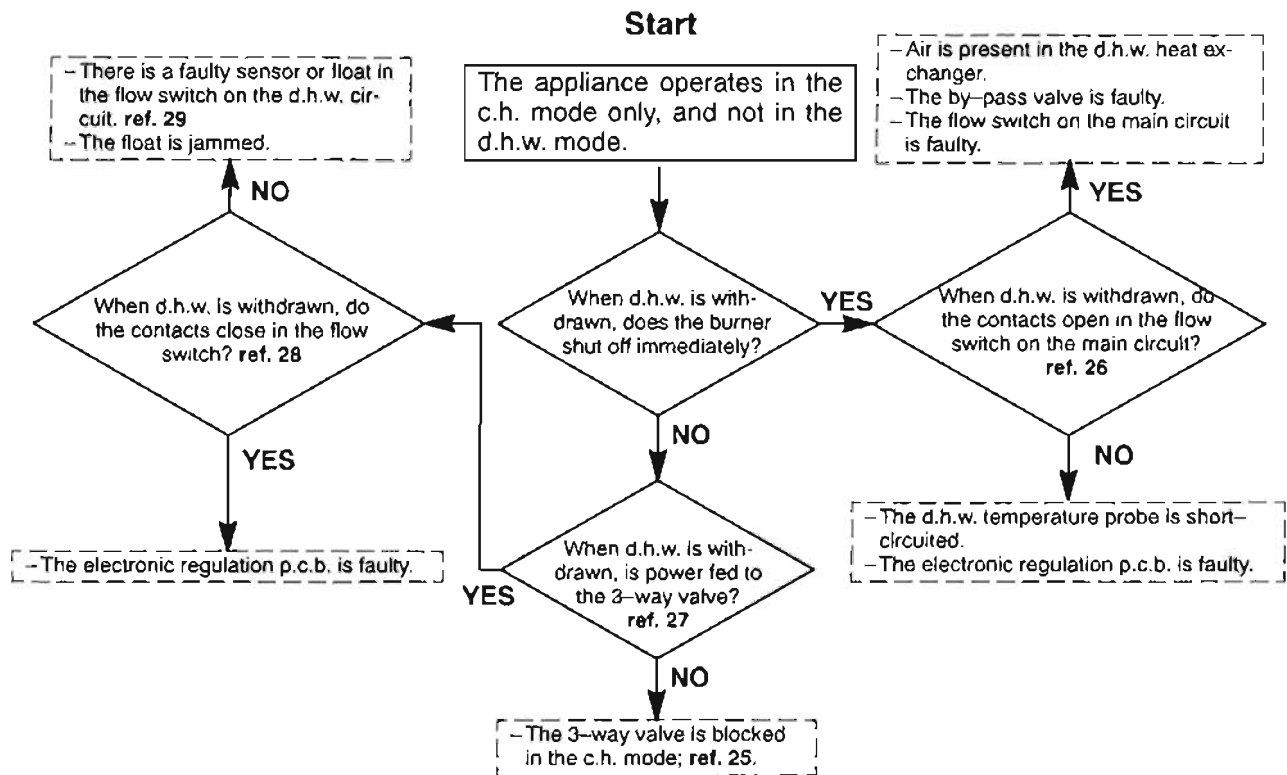 Start
– There is a faulty sensor or float in
the flow switch on the d.h.w. cir-
cuit. ref. 29
– The float is jammed.
The appliance operates in the
c.h. mode only, and not in the
d.h.w. mode.
– Air is present in the d.h.w. heat ex-
changer.
– The by–pass valve is faulty.
– The flow switch on the main circuit
is faulty.
NO
YES
When d.h.w. is withdrawn, do
the contacts close in the flow
switch? ref. 28
When d.h.w. is with-
drawn, does the burner
shut off immediately?
YES
When d.h.w. is withdrawn, do
the contacts open in the flow
switch on the main circuit?
ref. 26
YES
NO
NO
– The electronic regulation p.c.b. is faulty.
YES
When d.h.w. is with-
drawn, is power fed to
the 3–way valve?
ref. 27
– The d.h.w. temperature probe is short–
circuited.
– The electronic regulation p.c.b. is faulty.
NO
– The 3–way valve is blocked
in the c.h. mode; ref. 25.